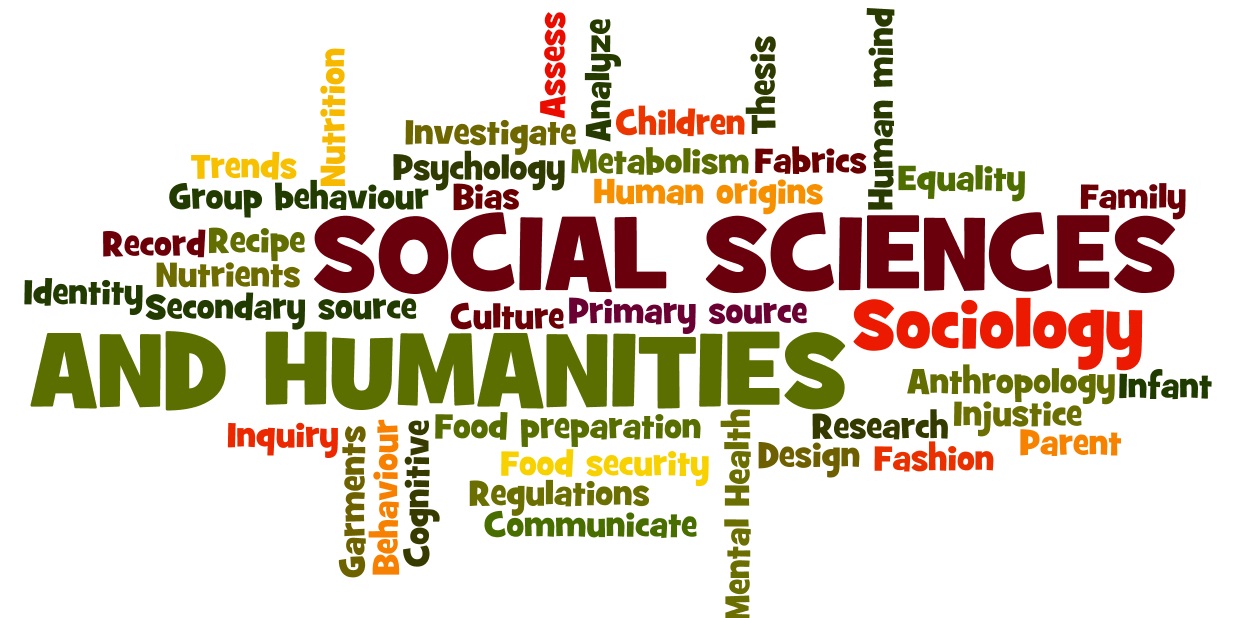 Assess
Analyze
Human mind
Thesis
Nutrition
Children
Investigate
Trends
Psychology
Metabolism
Fabrics
Equality
Group behaviour
Bias
Human origins
Family
Record
Recipe
SOCIAL SCIENCES
Nutrients
Identity
Secondary source
Culture
Primary source
Sociology
AND HUMANITIES
Anthropology
Infant
Inquiry
Garments
Behaviour
Cognitive
Food preparation
Mental Health
Research
Injustice
Parent
Food security
Design
Fashion
Regulations
Communicate